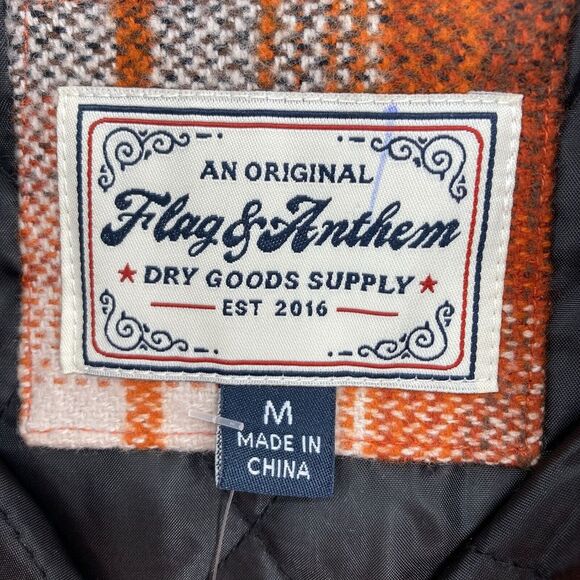 AN ORIGINAL
Flag & Anthem
★ DRY GOODS SUPPLY ★
EST 2016
M
MADE IN
CHINA